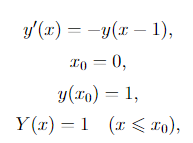 y′(x) = −y(x − 1),
x₀ = 0,
y(x₀) = 1,
Y(x) = 1 (x ⩽ x₀),